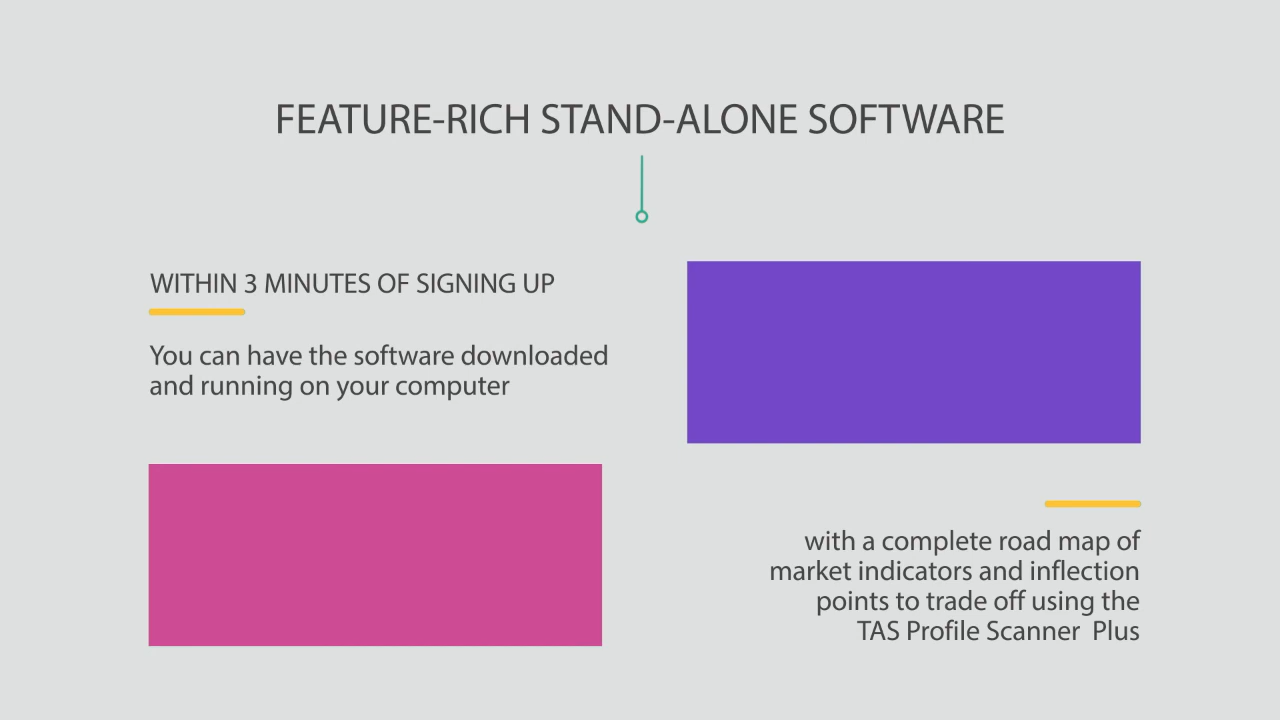 FEATURE-RICH STAND-ALONE SOFTWARE
WITHIN 3 MINUTES OF SIGNING UP
You can have the software downloaded
and running on your computer
with a complete road map of
market indicators and inflection
points to trade off using the
TAS Profile Scanner  Plus